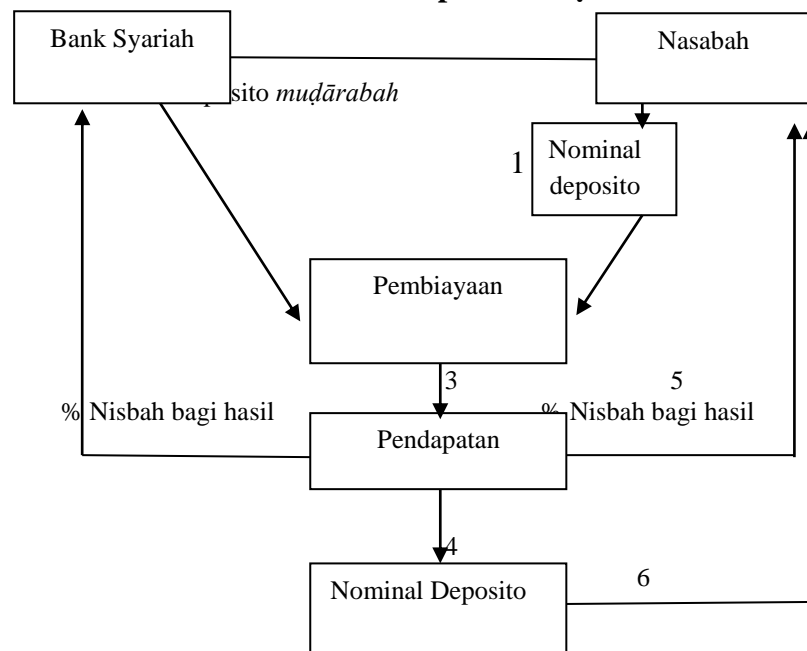 Bank Syariah
Nasabah
muḍārabah
1
Nominal
deposito
Pembiayaan
3
5
% Nisbah bagi hasil
% Nisbah bagi hasil
Pendapatan
4
Nominal Deposito
6